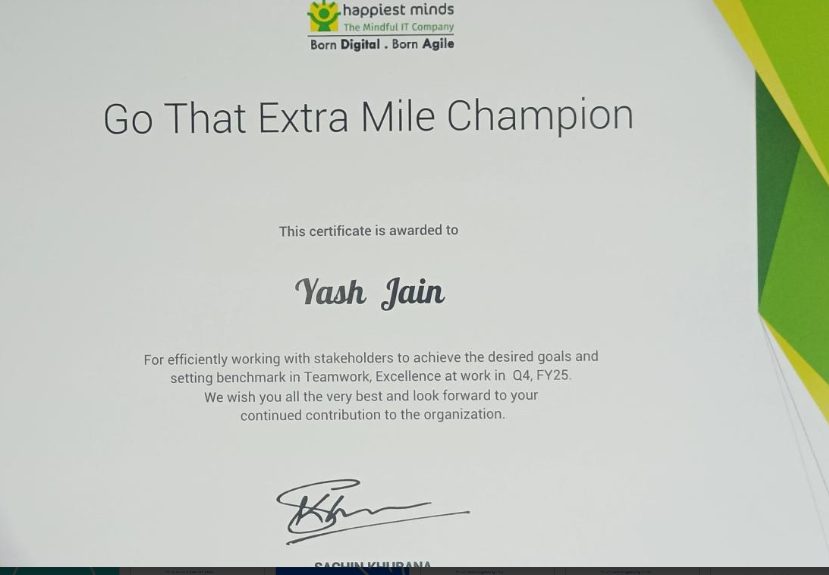 happiest minds
The Mindful IT Company
Born Digital . Born Agile
Go That Extra Mile Champion
This certificate is awarded to
Yash Jain
For efficiently working with stakeholders to achieve the desired goals and
setting benchmark in Teamwork, Excellence at work in Q4, FY25.
We wish you all the very best and look forward to your
continued contribution to the organization.
SACHIN KHURANA